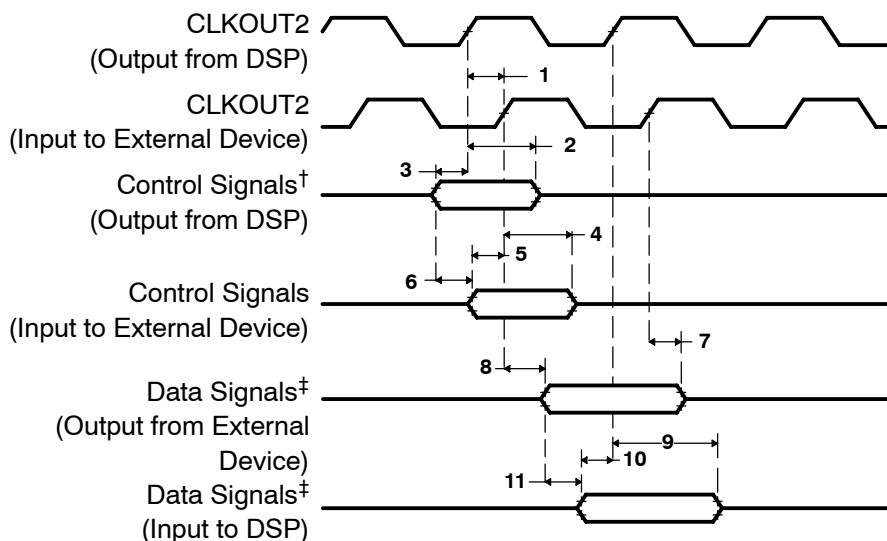 CLKOUT2
(Output from DSP)
1
CLKOUT2
(Input to External Device)
2
3
Control Signals†
(Output from DSP)
4
5
6
Control Signals
(Input to External Device)
7
8
Data Signals‡
(Output from External
Device)
9
10
11
Data Signals‡
(Input to DSP)